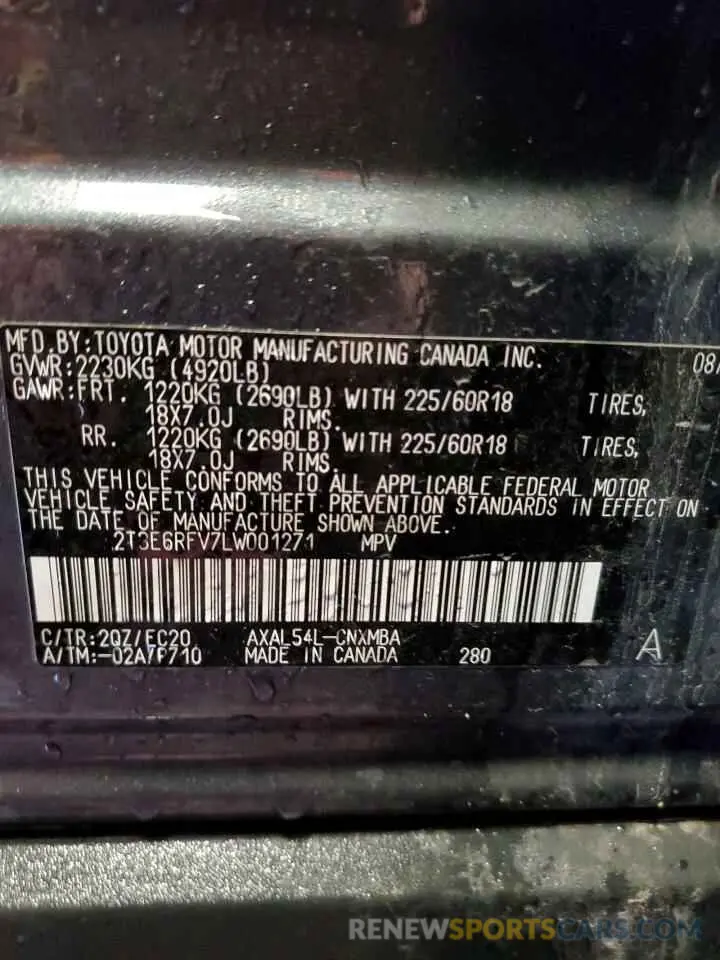 MFD.BY:TOYOTA MOTOR MANUFACTURING CANADA INC. 08/
GVWR:2230KG (4920LB)
GAWR:FRT. 1220KG (2690LB) WITH 225/60R18 TIRES,
18X7.0J RIMS.
RR. 1220KG (2690LB) WITH 225/60R18 TIRES,
18X7.0J RIMS.
THIS VEHICLE CONFORMS TO ALL APPLICABLE FEDERAL MOTOR
VEHICLE SAFETY AND THEFT PREVENTION STANDARDS IN EFFECT ON
THE DATE OF MANUFACTURE SHOWN ABOVE.
2T3E6RFV7LW001271 MPV
C/TR:2QZ/EC20 AXAL54L-CNXMBA
A/TM:-02A/P710 MADE IN CANADA 280 A
RENEWSPORTSCARS.COM